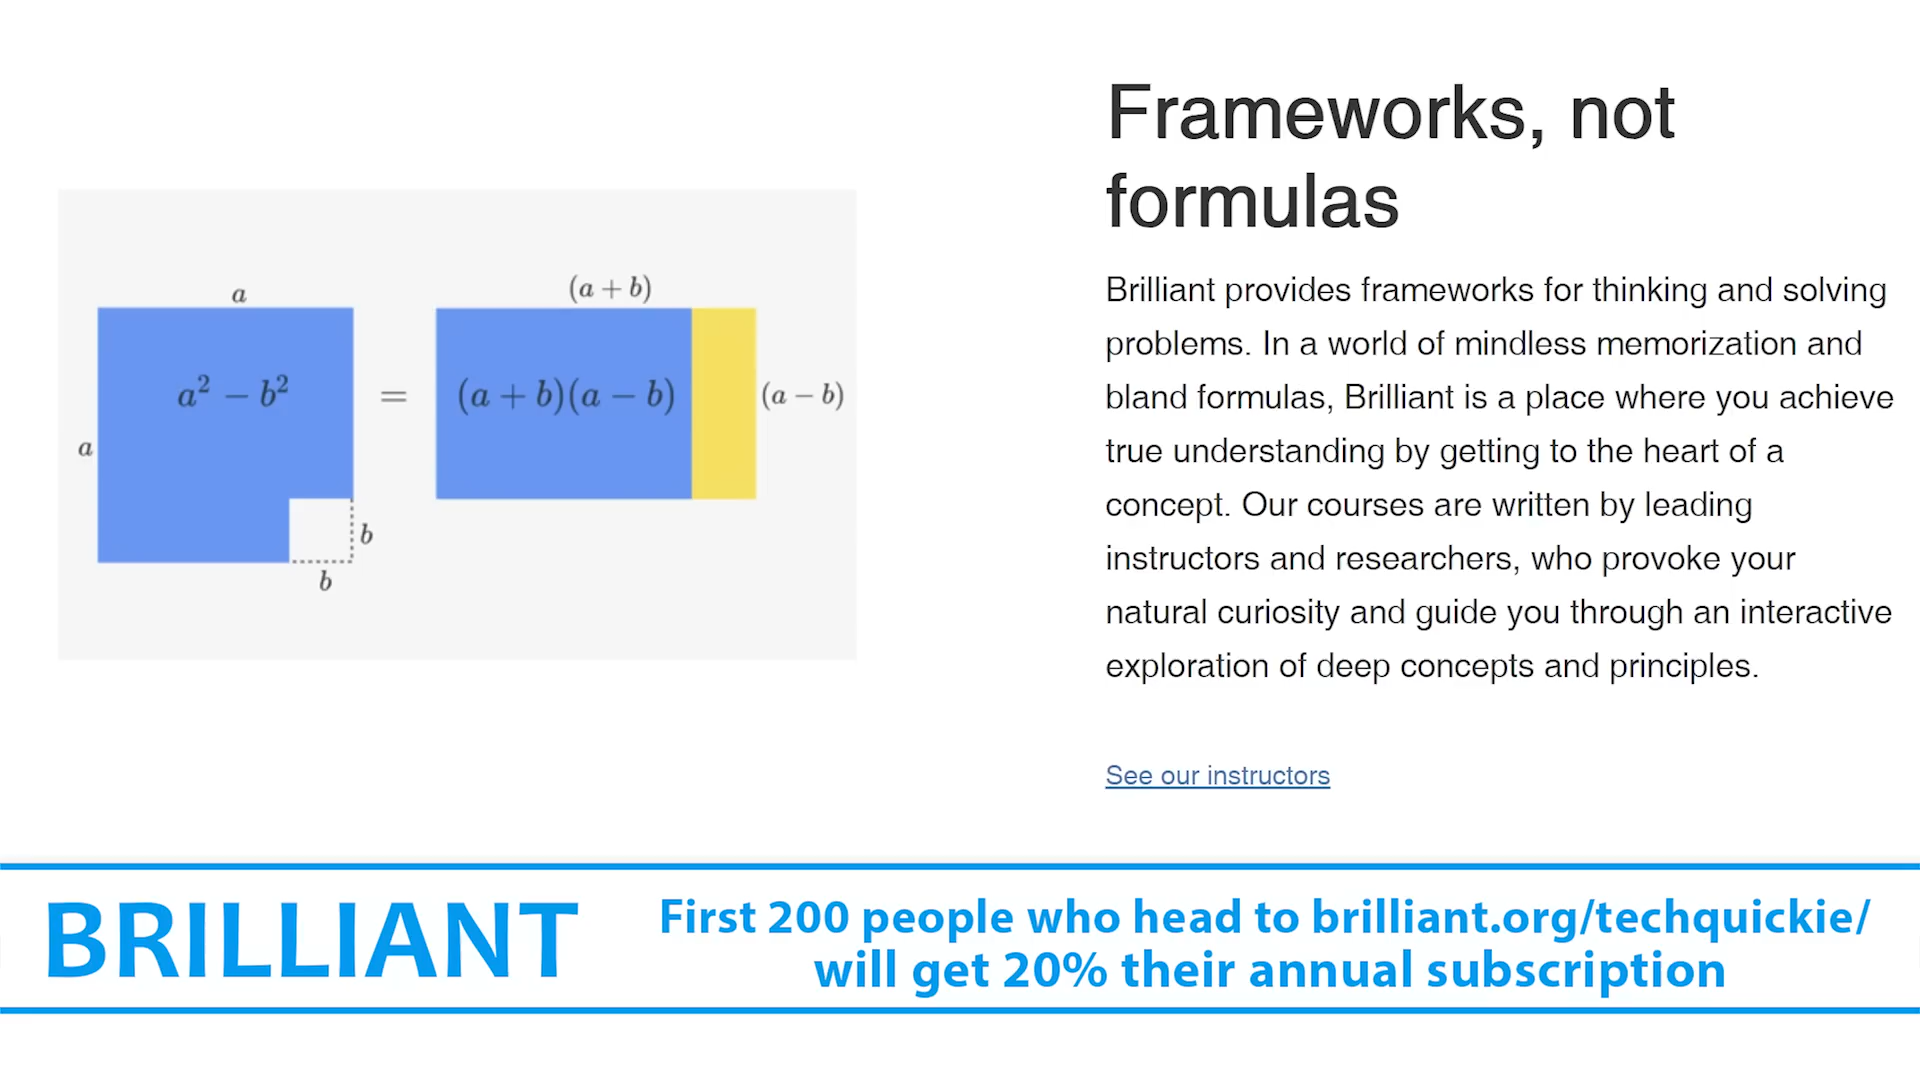 Frameworks, not
formulas
Brilliant provides frameworks for thinking and solving
problems. In a world of mindless memorization and
bland formulas, Brilliant is a place where you achieve
true understanding by getting to the heart of a
concept. Our courses are written by leading
instructors and researchers, who provoke your
natural curiosity and guide you through an interactive
exploration of deep concepts and principles.
See our instructors
a
a
a² − b²
b
b
=
(a + b)
(a + b)(a − b)
(a − b)
BRILLIANT
First 200 people who head to brilliant.org/techquickie/
will get 20% their annual subscription